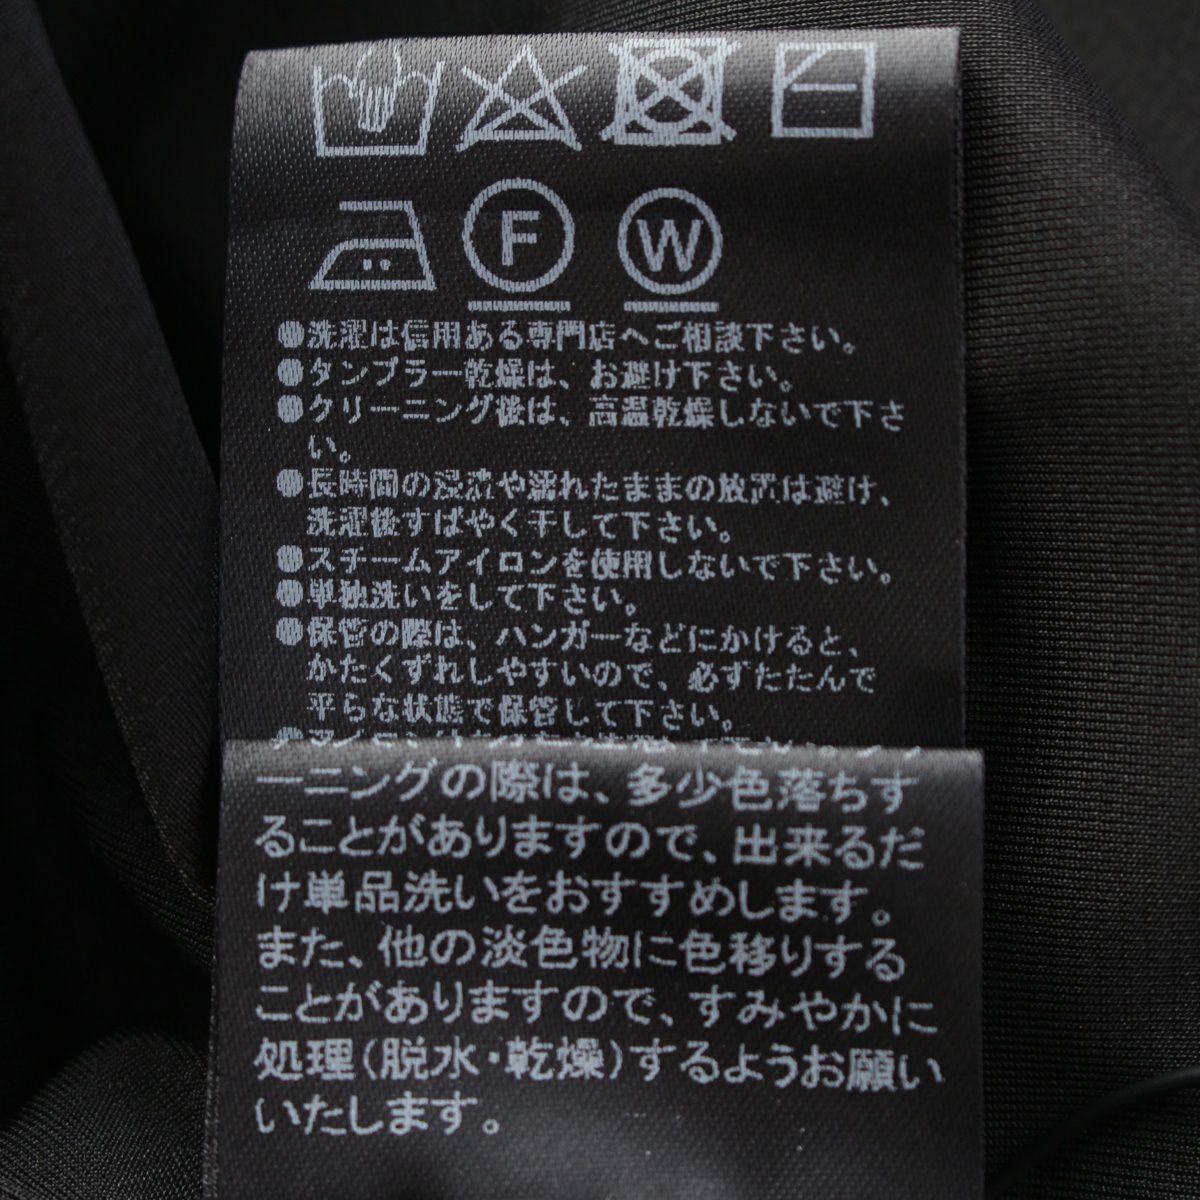 F W
●洗濯は信用ある専門店へご相談下さい。
●タンブラー乾燥は、お避け下さい。
●クリーニング後は、高温乾燥しないで下さ
い。
●長時間の浸漬や濡れたままの放置は避け、
洗濯後すばやく干して下さい。
●スチームアイロンを使用しないで下さい。
●単独洗いをして下さい。
●保管の際は、ハンガーなどにかけると、
かたくずれしやすいので、必ずたたんで
平らな状態で保管して下さい。
ーニングの際は、多少色落ちす
ることがありますので、出来るだ
け単品洗いをおすすめします。
また、他の淡色物に色移りする
ことがありますので、すみやかに
処理(脱水・乾燥)するようお願い
いたします。